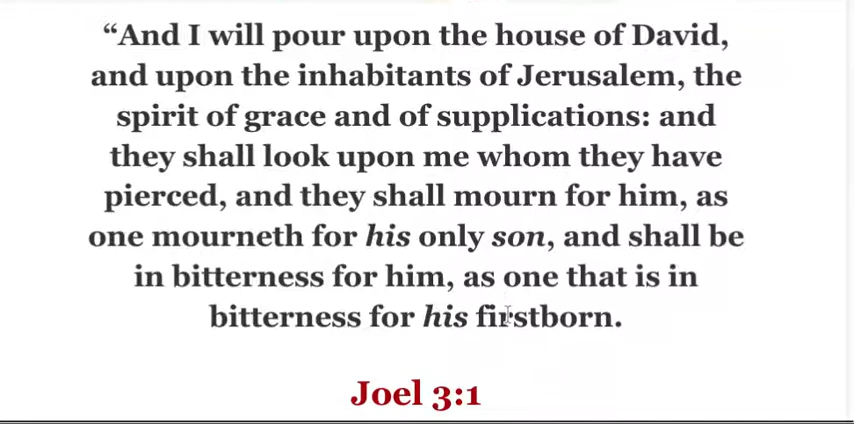 “And I will pour upon the house of David,
and upon the inhabitants of Jerusalem, the
spirit of grace and of supplications: and
they shall look upon me whom they have
pierced, and they shall mourn for him, as
one mourneth for his only son, and shall be
in bitterness for him, as one that is in
bitterness for his firstborn.
Joel 3:1